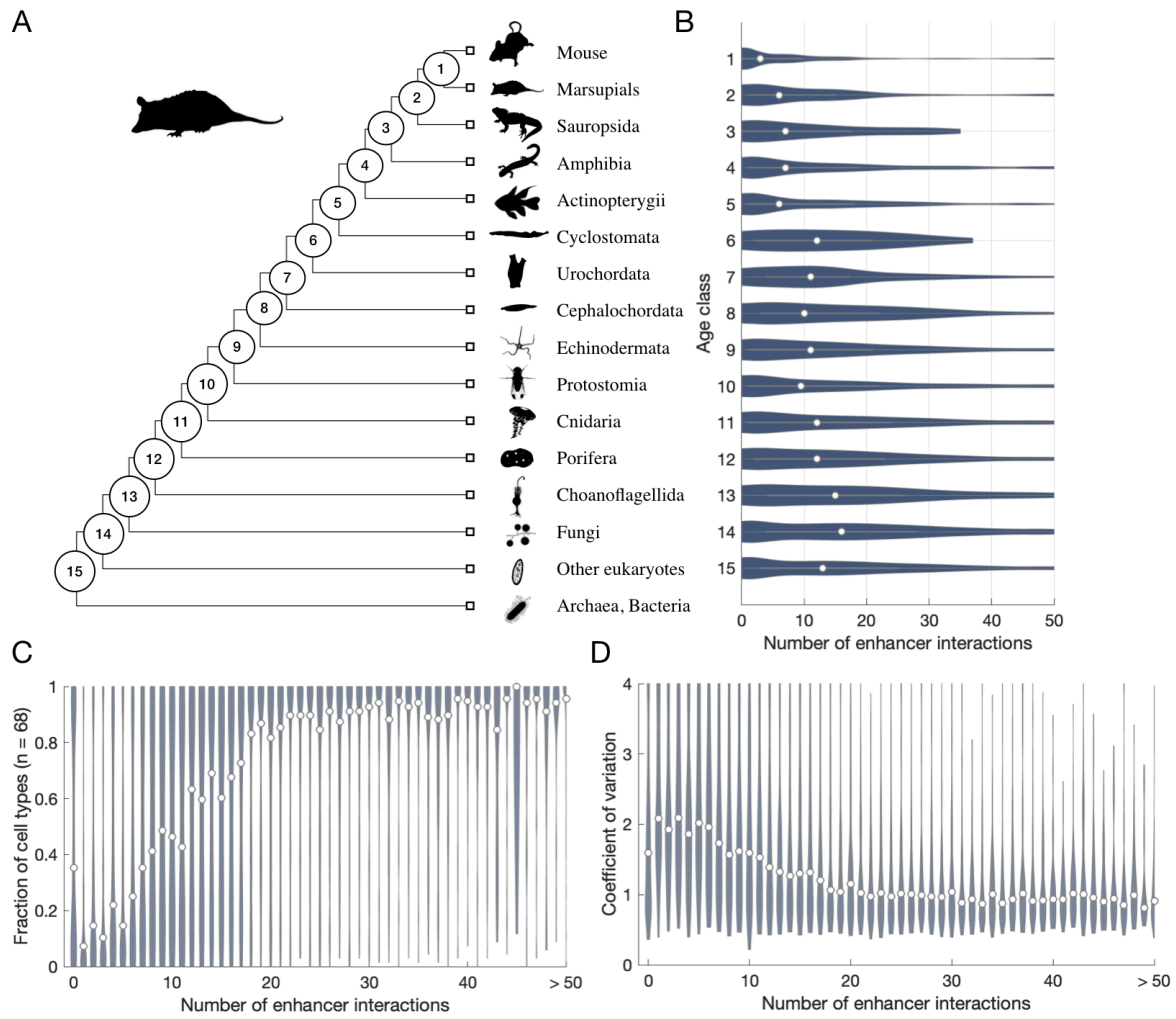 A
Mouse
Marsupials
Sauropsida
Amphibia
Actinopterygii
Cyclostomata
Urochordata
Cephalochordata
Echinodermata
Protostomia
Cnidaria
Porifera
Choanoflagellida
Fungi
Other eukaryotes
Archaea, Bacteria
1
2
3
4
5
6
7
8
9
10
11
12
13
14
15
B
Age class
1
2
3
4
5
6
7
8
9
10
11
12
13
14
15
0 10 20 30 40 50
Number of enhancer interactions
C
Fraction of cell types (n = 68)
1
0.8
0.6
0.4
0.2
0
0 10 20 30 40 > 50
Number of enhancer interactions
D
Coefficient of variation
4
3
2
1
0
0 10 20 30 40 > 50
Number of enhancer interactions